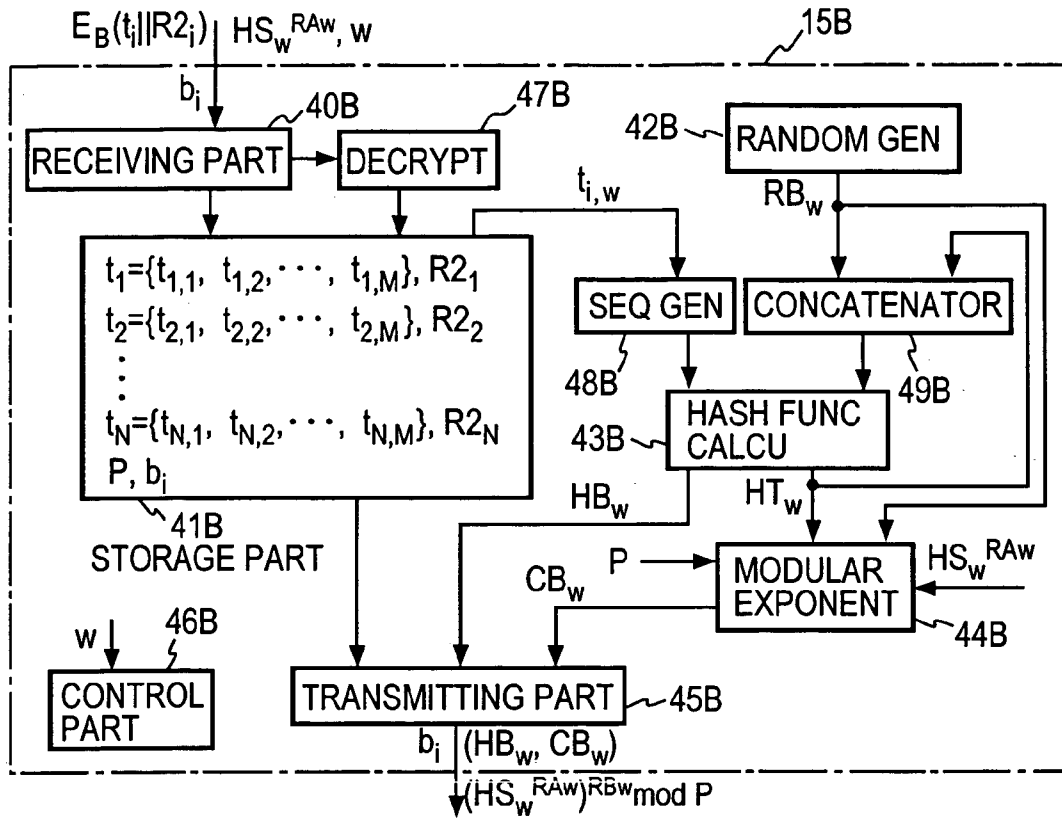 E_B(t_i||R2_i) HS_w^RAw, w
15B
b_i
40B
47B
42B
RECEIVING PART
DECRYPT
RANDOM GEN
RB_w
t_i,w
t_1={t_1,1, t_1,2,···, t_1,M}, R2_1
t_2={t_2,1, t_2,2,···, t_2,M}, R2_2
t_N={t_N,1, t_N,2,···, t_N,M}, R2_N
P, b_i
SEQ GEN
CONCATENATOR
48B
49B
43B
HASH FUNC
CALCU
HB_w
HT_w
41B
STORAGE PART
P
MODULAR
EXPONENT
HS_w^RAw
CB_w
44B
w
46B
CONTROL
PART
TRANSMITTING PART
45B
b_i (HB_w, CB_w)
(HS_w^RAw)^RBw mod P